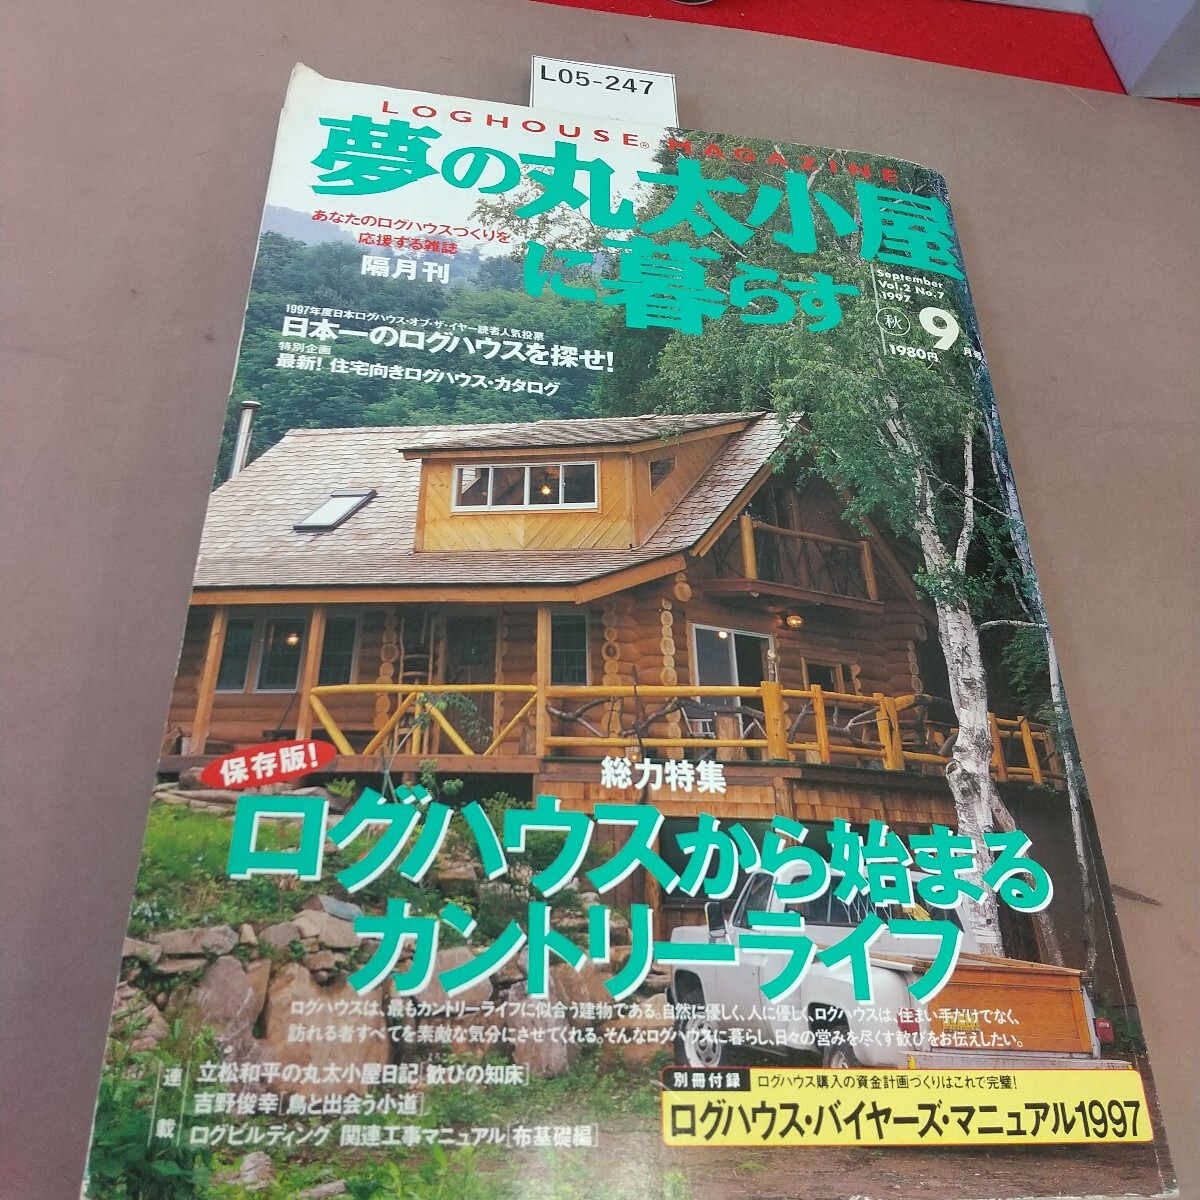 L05-247
LOGHOUSE® MAGAZINE
夢の丸太小屋
に暮らす
あなたのログハウスづくりを
応援する雑誌
隔月刊
September
Vol.2 No.7
1997
秋 9月号
1980円
1997年度日本ログハウス・オブ・ザ・イヤー読者人気投票
日本一のログハウスを探せ!
特別企画
最新! 住宅向きログハウス・カタログ
保存版!
総力特集
ログハウスから始まる
カントリーライフ
ログハウスは、最もカントリーライフに似合う建物である。自然に優しく、人に優しく、ログハウスは、住まい手だけでなく、
訪れる者すべてを素敵な気分にさせてくれる。そんなログハウスに暮らし、日々の営みを尽くす歓びをお伝えしたい。
連載
立松和平の丸太小屋日記[歓びの知床]
吉野俊幸[鳥と出会う小道]
ログビルディング 関連工事マニュアル[布基礎編]
別冊付録 ログハウス購入の資金計画づくりはこれで完璧!
ログハウス・バイヤーズ・マニュアル1997